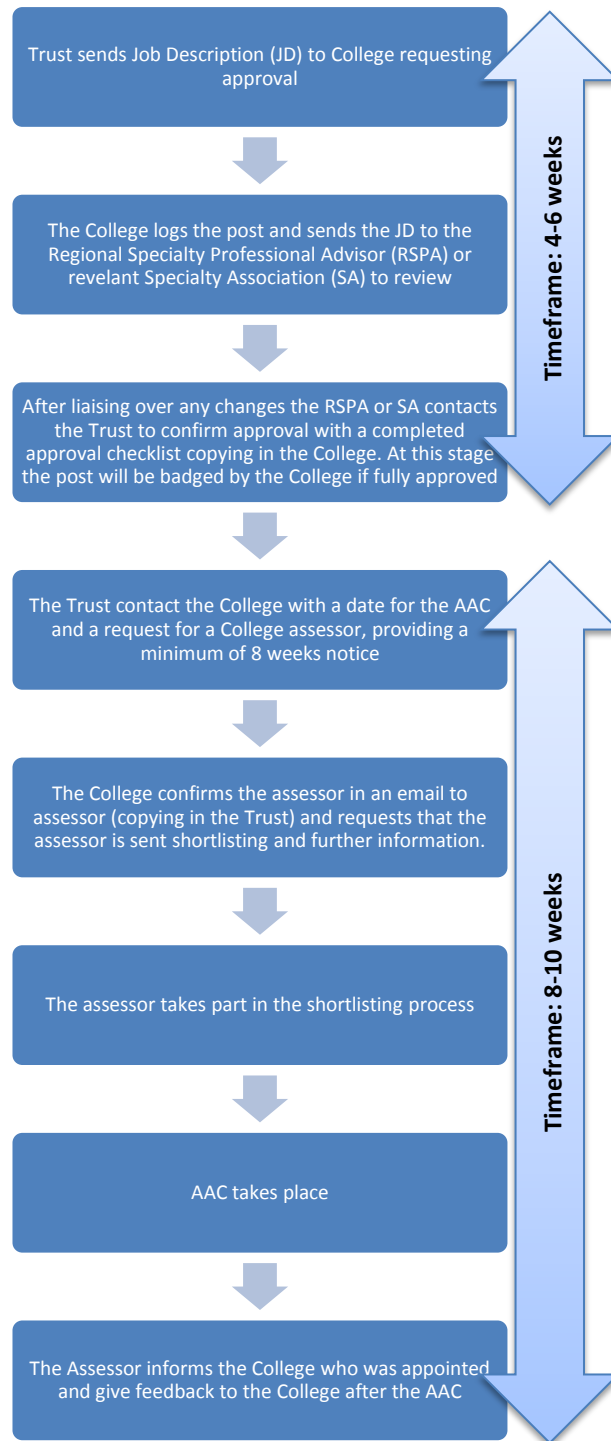 Trust sends Job Description (JD) to College requesting
approval
Timeframe: 4-6 weeks
The College logs the post and sends the JD to the
Regional Specialty Professional Advisor (RSPA) or
revelant Specialty Association (SA) to review
After liaising over any changes the RSPA or SA contacts
the Trust to confirm approval with a completed
approval checklist copying in the College. At this stage
the post will be badged by the College if fully approved
The Trust contact the College with a date for the AAC
and a request for a College assessor, providing a
minimum of 8 weeks notice
Timeframe: 8-10 weeks
The College confirms the assessor in an email to
assessor (copying in the Trust) and requests that the
assessor is sent shortlisting and further information.
The assessor takes part in the shortlisting process
AAC takes place
The Assessor informs the College who was appointed
and give feedback to the College after the AAC